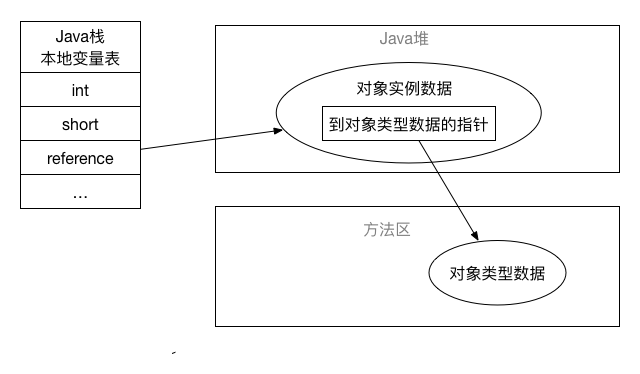 Java栈
本地变量表
int
short
reference
...
Java堆
对象实例数据
到对象类型数据的指针
方法区
对象类型数据